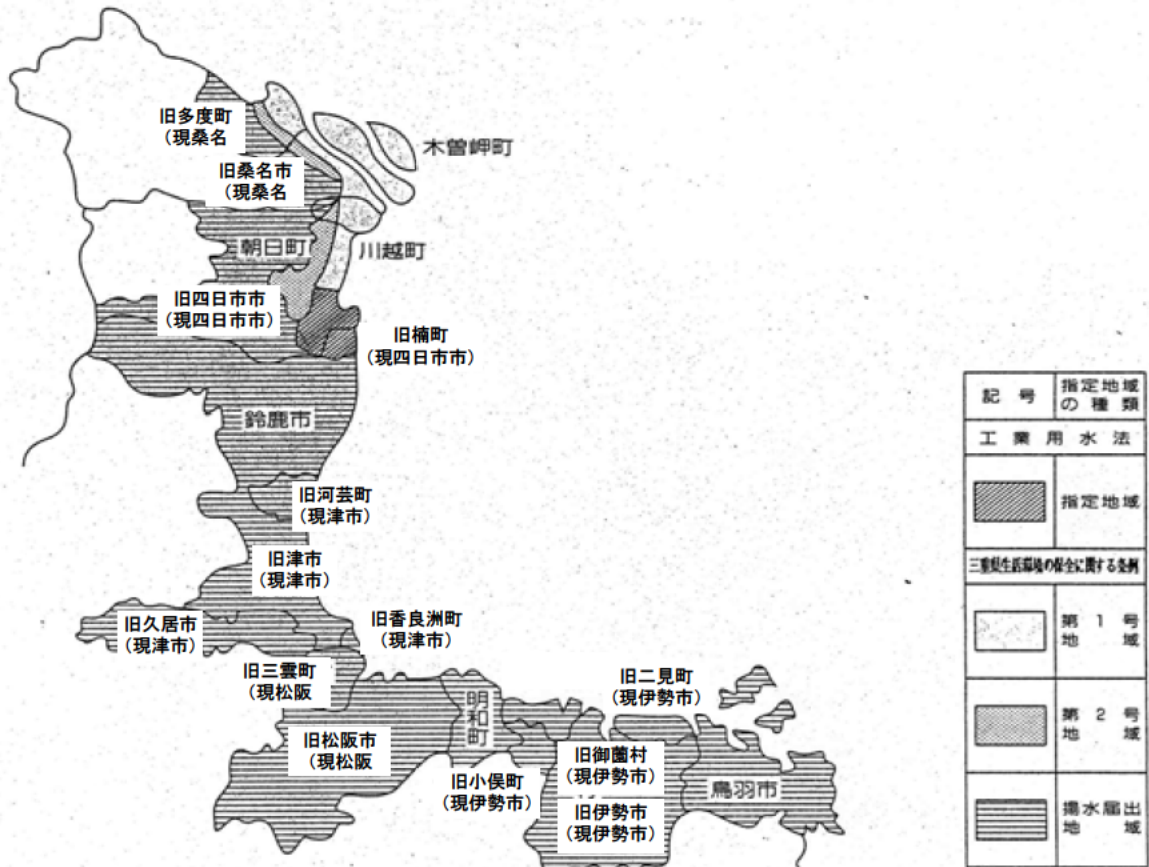 旧多度町
(現桑名
木曽岬町
旧桑名市
(現桑名
朝日町
川越町
旧四日市市
(現四日市市)
旧楠町
(現四日市市)
鈴鹿市
旧河芸町
(現津市)
旧津市
(現津市)
旧久居市
(現津市)
旧香良洲町
(現津市)
旧三雲町
(現松阪
旧二見町
(現伊勢市)
明和町
旧松阪市
(現松阪
旧小俣町
(現伊勢市)
旧御薗村
(現伊勢市)
旧伊勢市
(現伊勢市)
鳥羽市
記号
指定地域
の種類
工業用水法
指定地域
三重県生活環境の保全に関する条例
第1号
地域
第2号
地域
揚水届出
地域